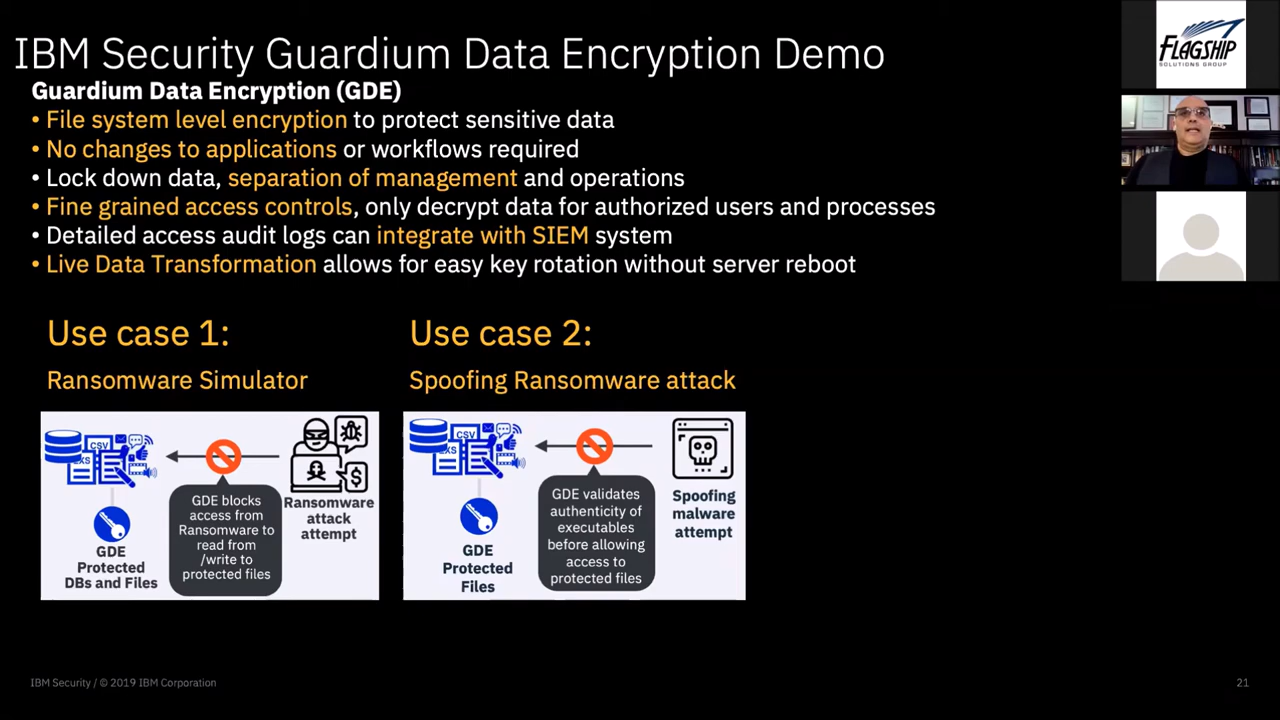 IBM Security Guardium Data Encryption Demo
Guardium Data Encryption (GDE)
• File system level encryption to protect sensitive data
• No changes to applications or workflows required
• Lock down data, separation of management and operations
• Fine grained access controls, only decrypt data for authorized users and processes
• Detailed access audit logs can integrate with SIEM system
• Live Data Transformation allows for easy key rotation without server reboot
Use case 1:
Ransomware Simulator
CSV
GDE
Protected
DBs and Files
GDE blocks
access from
Ransomware to
read from
/write to
protected files
$
Ransomware
attack
attempt
Use case 2:
Spoofing Ransomware attack
CSV
GDE
Protected
Files
GDE validates
authenticity of
executables
before allowing
access to
protected files
Spoofing
malware
attempt
FLAGSHIP
SOLUTIONS GROUP
IBM Security / © 2019 IBM Corporation
21